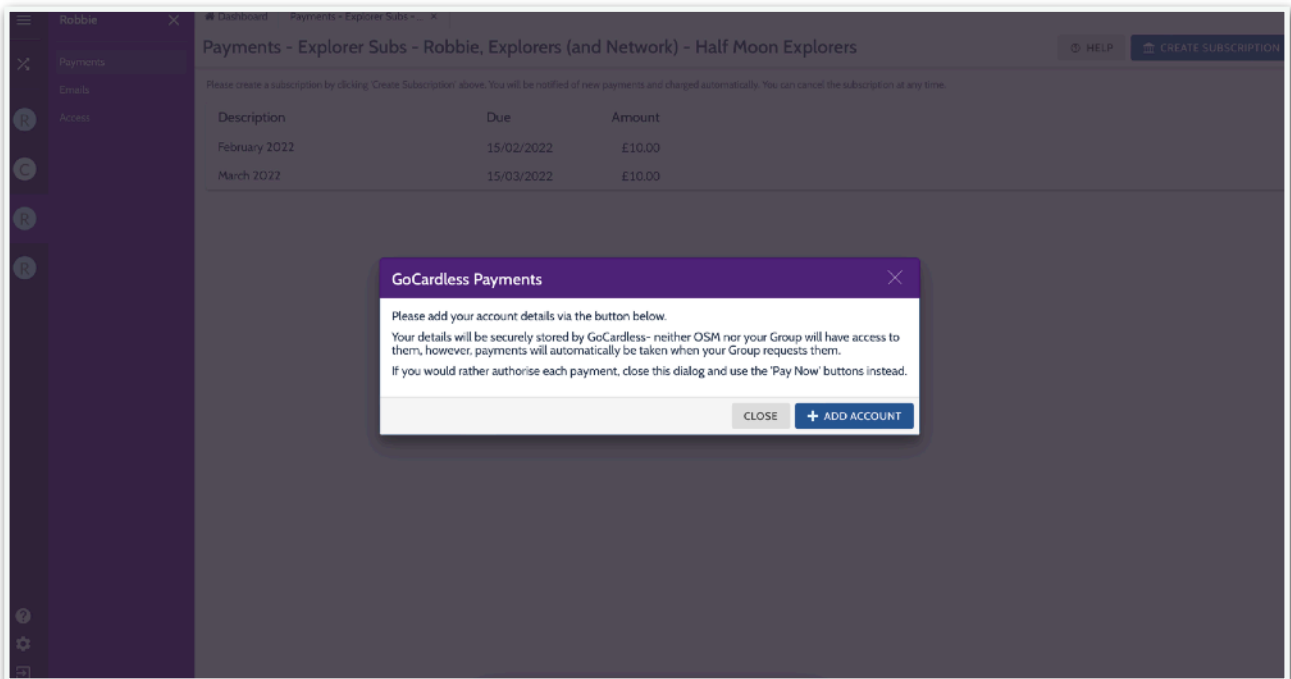 Robbie
Dashboard Payments - Explorer Subs - ...
Payments - Explorer Subs - Robbie, Explorers (and Network) - Half Moon Explorers
HELP
CREATE SUBSCRIPTION
Payments
Emails
Access
Please create a subscription by clicking 'Create Subscription' above. You will be notified of new payments and charged automatically. You can cancel the subscription at any time.
Description Due Amount
February 2022 15/02/2022 £10.00
March 2022 15/03/2022 £10.00
R
C
R
R
GoCardless Payments
Please add your account details via the button below.
Your details will be securely stored by GoCardless- neither OSM nor your Group will have access to
them, however, payments will automatically be taken when your Group requests them.
If you would rather authorise each payment, close this dialog and use the 'Pay Now' buttons instead.
CLOSE
+ ADD ACCOUNT